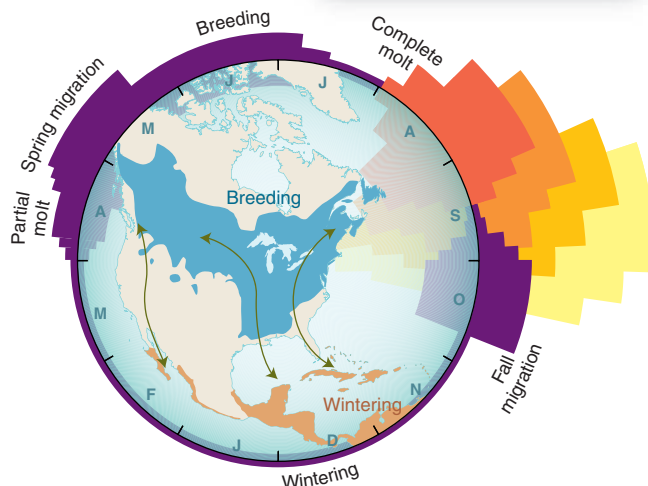 Breeding
Complete
molt
Spring migration
Partial
molt
J
J
M
A
A
S
M
O
F
N
J
D
Breeding
Wintering
Fall
migration
Wintering